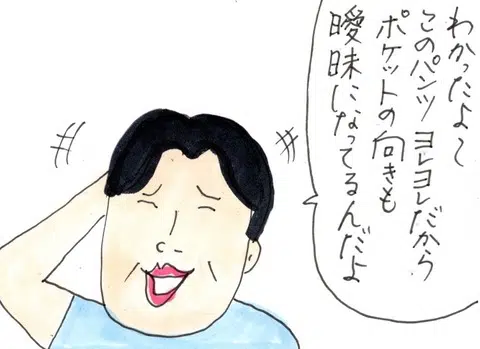 わかったよ〜
このパンツヨレヨレだから
ポケットの向きも
曖昧になってるんだよ